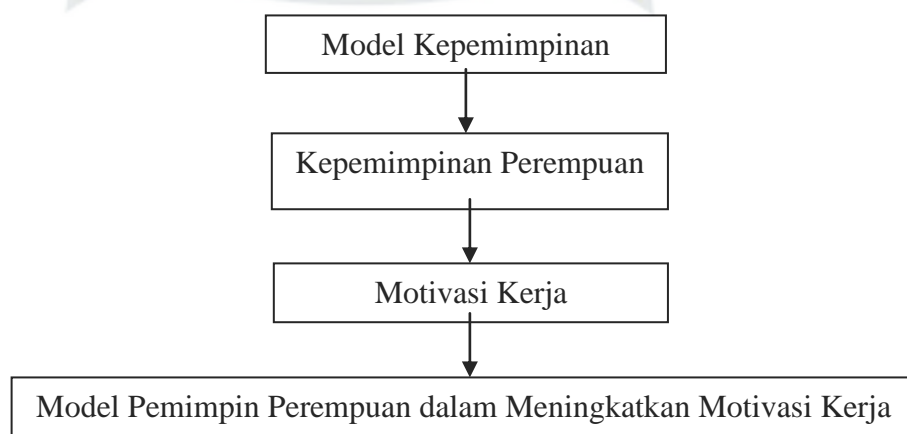 Model Kepemimpinan
Kepemimpinan Perempuan
Motivasi Kerja
Model Pemimpin Perempuan dalam Meningkatkan Motivasi Kerja